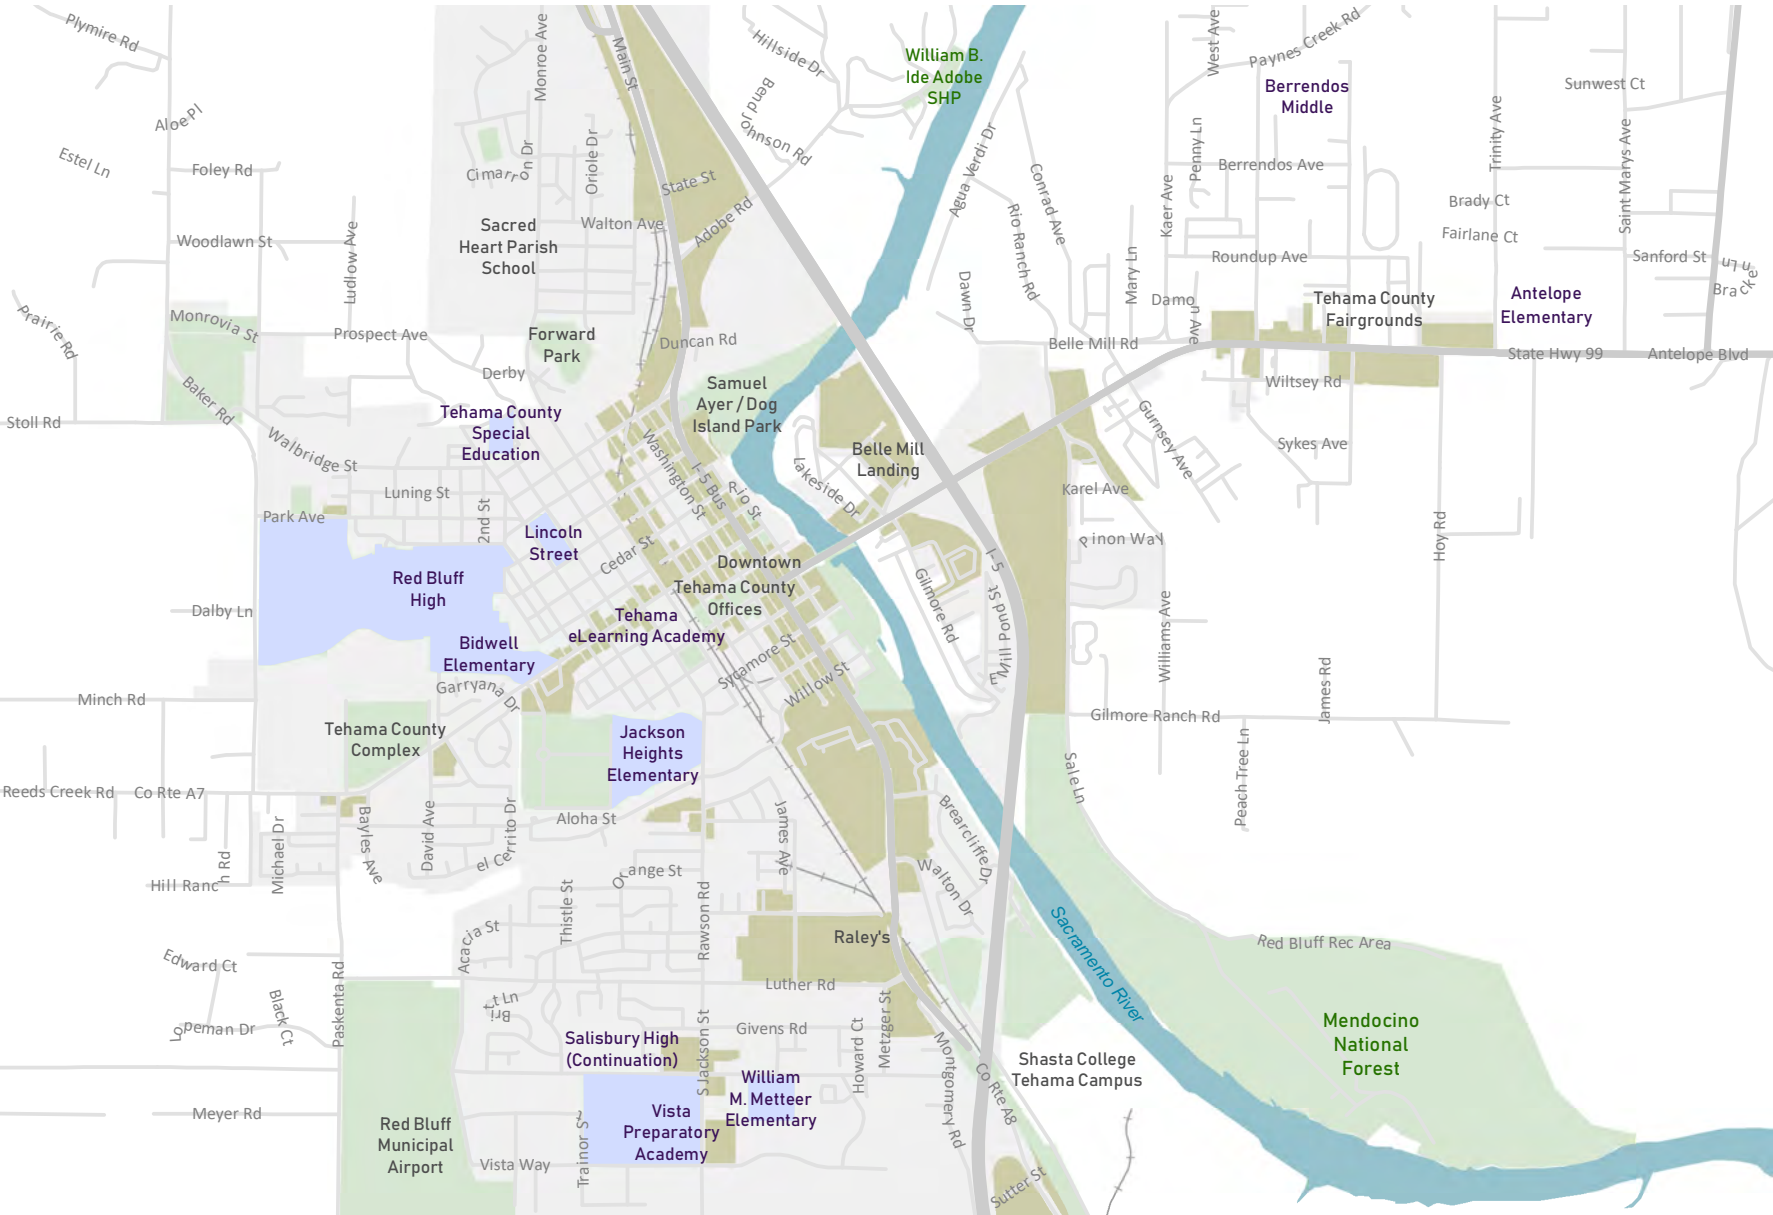 Plymire Rd
Monroe Ave
Main St
Hillside Dr
William B.
Ide Adobe
SHP
West Ave
Paynes Creek Rd
Berrendos
Middle
Sunwest Ct
Aloe Pl
Bend Johnson Rd
Estel Ln
Foley Rd
Cimarron Dr
Oriole Dr
State St
Agua Verdi Dr
Conrad Ave
Penny Ln
Berrendos Ave
Trinity Ave
Saint Marys Ave
Woodlawn St
Ludlow Ave
Sacred
Heart Parish
School
Walton Ave
Adobe Rd
Rio Ranch Rd
Kaer Ave
Brady Ct
Fairlane Ct
Mary Ln
Roundup Ave
Sanford St
Dawn Dr
Damon Ave
Tehama County
Fairgrounds
Antelope
Elementary
Prairie Rd
Monrovia St
Prospect Ave
Forward
Park
Duncan Rd
Belle Mill Rd
State Hwy 99
Antelope Blvd
Derby
Samuel
Ayer / Dog
Island Park
Wiltsey Rd
Baker Rd
Stoll Rd
Tehama County
Special
Education
Gurnsey Ave
Walbridge St
Washington St
I-5 Bus
Belle Mill
Landing
Sykes Ave
Luning St
Rio St
Lakeside Dr
Karel Ave
Park Ave
2nd St
Lincoln
Street
Cedar St
Pinon Way
Hoy Rd
Downtown
I-5
Red Bluff
High
Tehama County
Offices
Gilmore Rd
E Mill Pond St
Dalby Ln
Tehama
eLearning Academy
Williams Ave
Bidwell
Elementary
Sycamore St
Willow St
Garryana Dr
Minch Rd
Gilmore Ranch Rd
James Rd
Tehama County
Complex
Jackson
Heights
Elementary
Sale Ln
Peach Tree Ln
Reeds Creek Rd
Co Rte A7
Bayles Ave
David Ave
el Cerrito Dr
Aloha St
James Ave
Brearcliffe Dr
Michael Dr
Hill Ranch Rd
Orange St
Walton Dr
Thistle St
Rawson Rd
Acacia St
Raley's
Sacramento River
Red Bluff Rec Area
Edward Ct
Paskenta Rd
Luther Rd
Black Ct
Lopeman Dr
Britt Ln
Salisbury High
(Continuation)
S Jackson St
Givens Rd
Howard Ct
Metzger St
Montgomery Rd
Co Rte A8
Shasta College
Tehama Campus
Mendocino
National
Forest
Meyer Rd
Red Bluff
Municipal
Airport
Trainor St
Vista
Preparatory
Academy
William
M. Metteer
Elementary
Vista Way
Sutter St